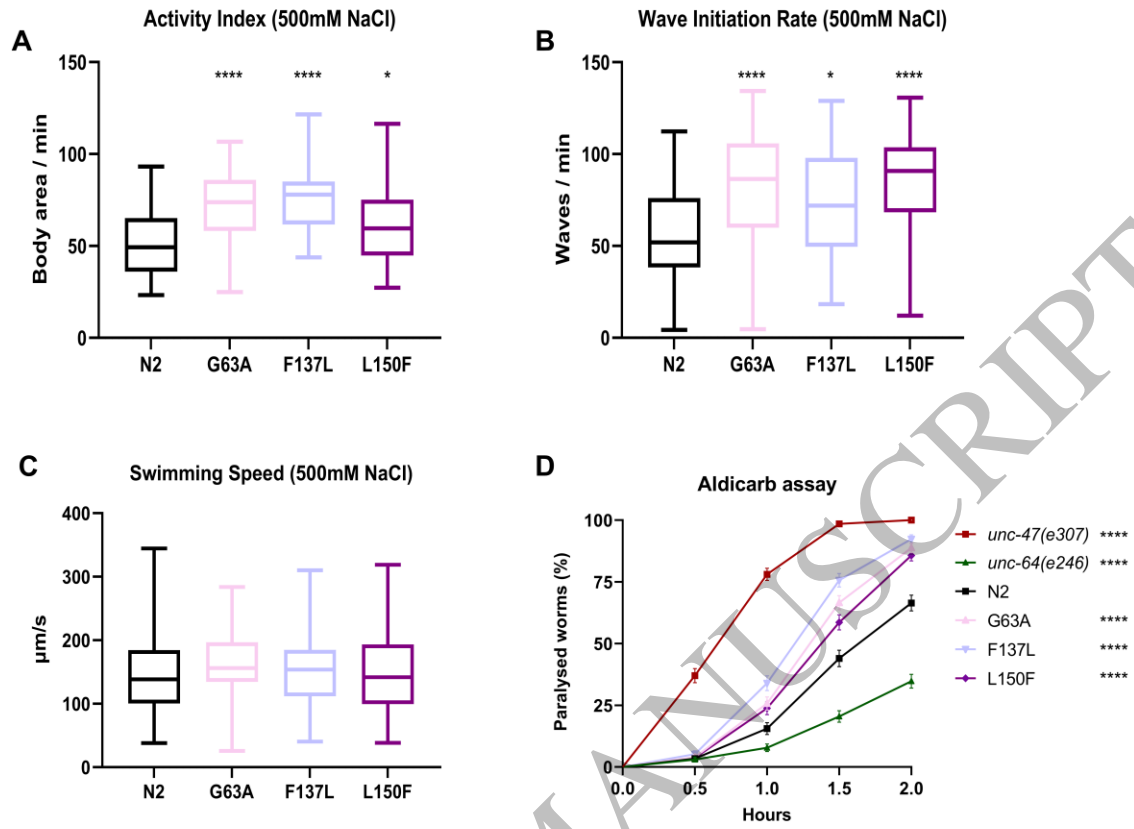 A
Activity Index (500mM NaCl)
Body area / min
150
100
50
0
****
****
*
N2
G63A
F137L
L150F
B
Wave Initiation Rate (500mM NaCl)
Waves / min
150
100
50
0
****
*
****
N2
G63A
F137L
L150F
C
Swimming Speed (500mM NaCl)
µm/s
400
300
200
100
0
N2
G63A
F137L
L150F
D
Aldicarb assay
Paralysed worms (%)
100
75
50
25
0
0.0
0.5
1.0
1.5
2.0
Hours
unc-47(e307) ****
unc-64(e246) ****
N2
G63A ****
F137L ****
L150F ****
MANUSCRIPT